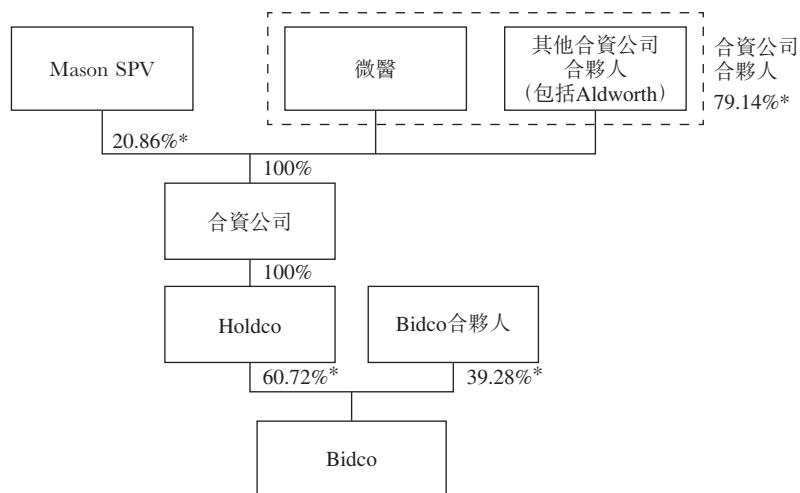 Mason SPV
微醫
其他合資公司
合夥人
（包括Aldworth）
合資公司
合夥人
79.14%*
20.86%*
100%
合資公司
100%
Holdco
Bidco合夥人
60.72%*
39.28%*
Bidco